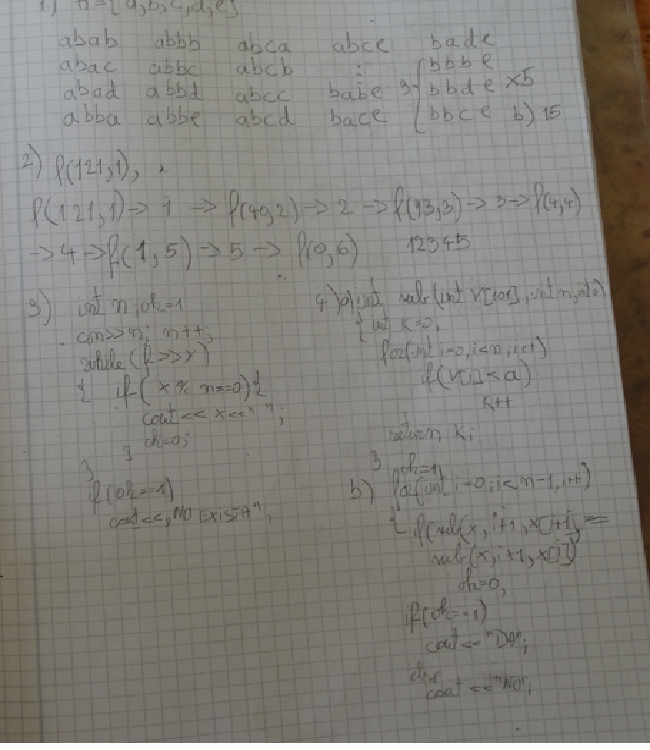 1.) A={a,b,c,d,e}
abab abbb abca abce bade
abac abbc abcb : bbbe
abad abbd abcc babe 3 bbde x5
abba abbe abcd bace bbce b) 15
2) f(121,1),
f(121,1)→ 1 → f(40,2)→ 2 → f(13,3)→ 3→ f(4,4)
→ 4 → f(1,5) → 5 → f(0,6) 12345
3) int n, ok=1
cin>>n; n++;
while(f>>x)
{ if( x % n==0){
cout << x<<" ";
ok=0;
}
}
if(ok==1)
cout<<"NO EXISTA";
4) a) int sub(int v[101], int n, int a)
{ int k=0;
for(int i=0;i<n;i++)
if(v[i]<a)
k++
return k;
}
ok=1
b) for(int i=0;i<n-1,i++)
{ if(sub(x,i+1,x[i+1]) ==
sub(x,i+1,x[i])
ok=0;
if(ok==1)
cout <<"DA";
else
cout <<"NO";